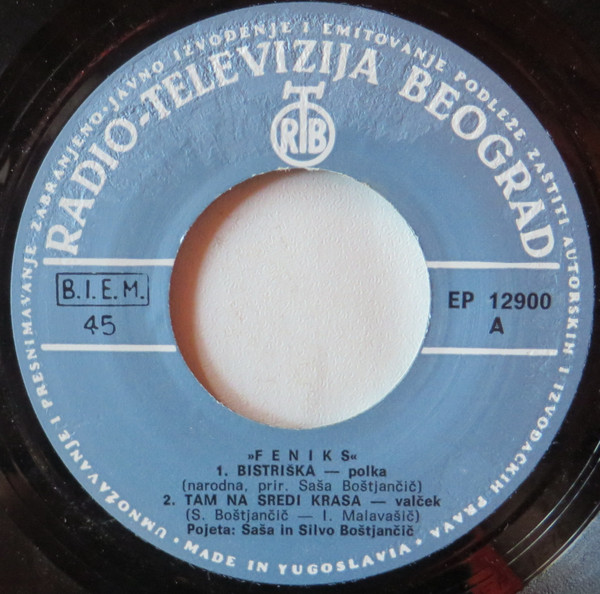 UMNOŽAVANJE I PRESNIMAVANJE ZABRANJENO·JAVNO IZVOĐENJE I EMITOVANJE PODLEŽE ZAŠTITI AUTORSKIH I IZVOĐAČKIH PRAVA·
RADIO-TELEVIZIJA BEOGRAD
RTB
B.I.E.M.
45
EP 12900
A
»FENIKS«
1. BISTRIŠKA — polka
(narodna, prir. Saša Boštjančič)
2. TAM NA SREDI KRASA — valček
(S. Boštjančič — I. Malavašič)
Pojeta: Saša in Silvo Boštjančič
· MADE IN YUGOSLAVIA ·